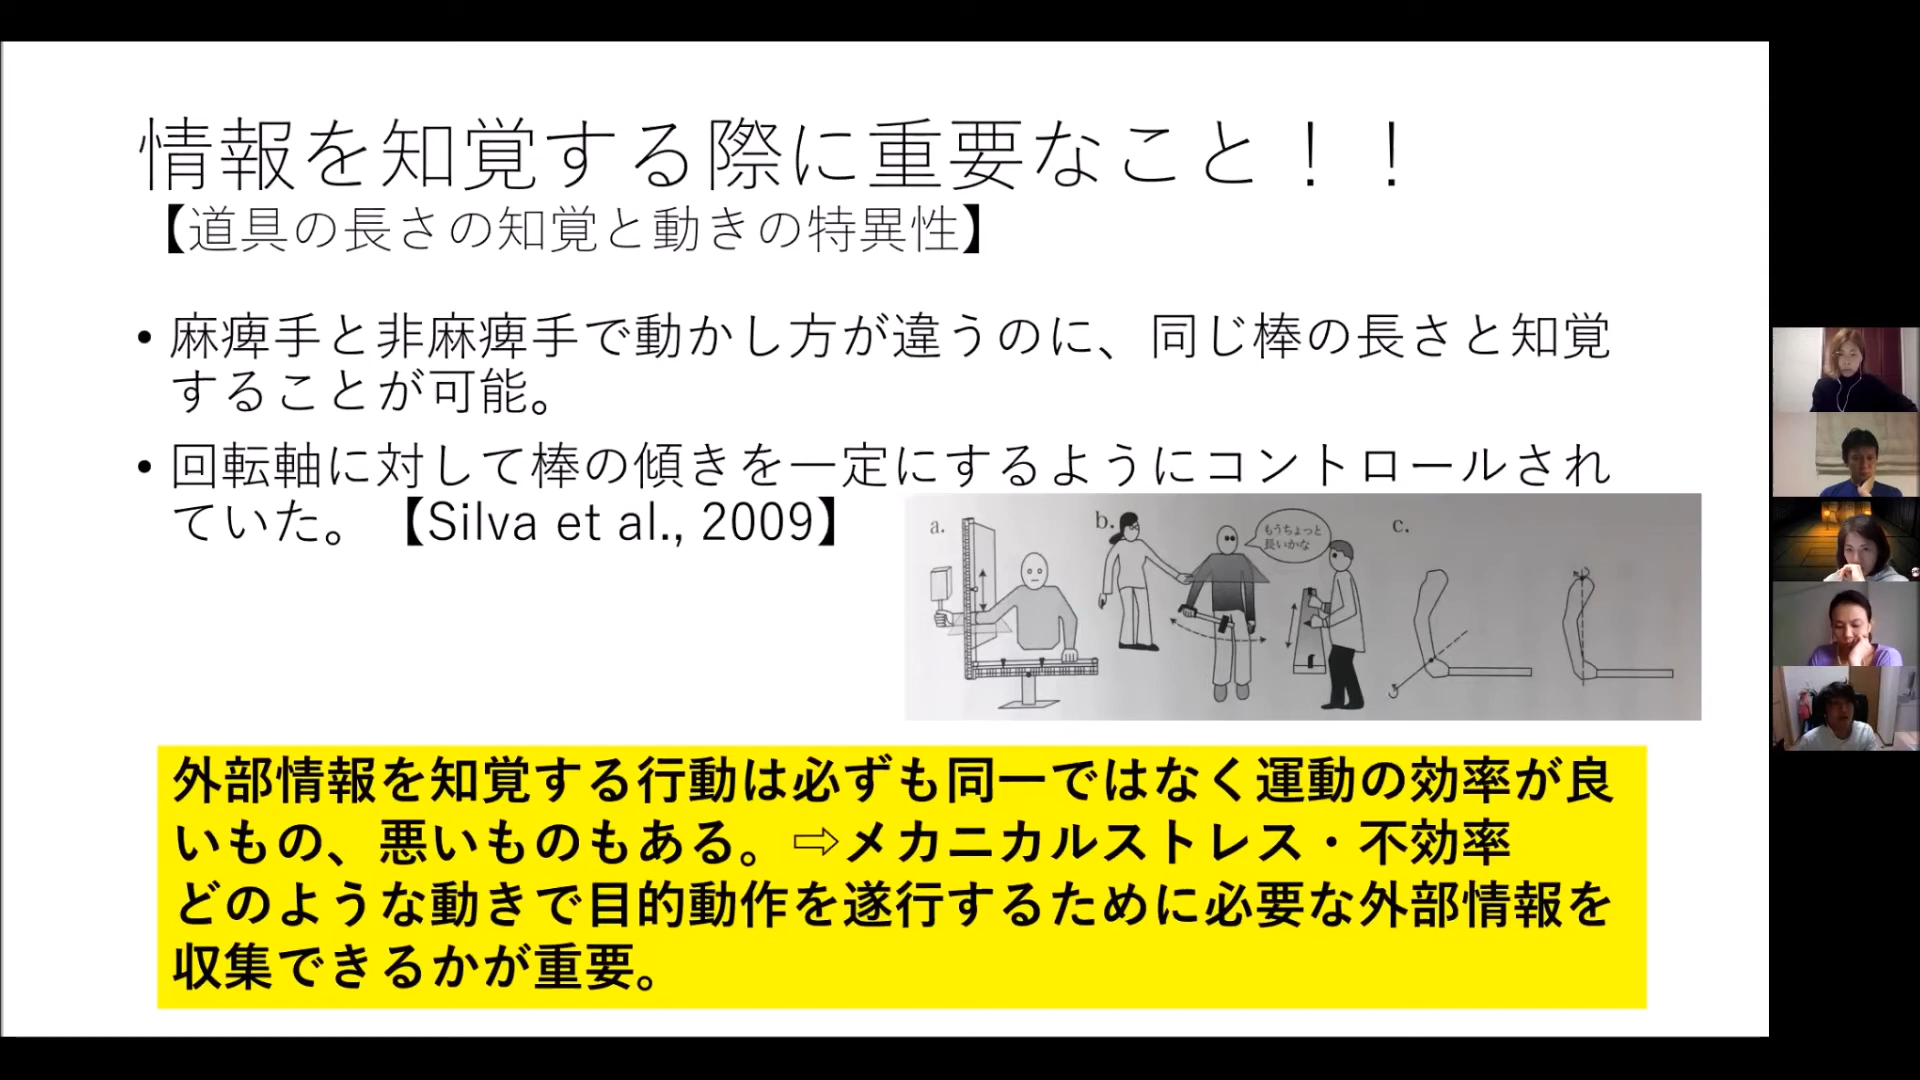 情報を知覚する際に重要なこと！！
【道具の長さの知覚と動きの特異性】
• 麻痺手と非麻痺手で動かし方が違うのに、同じ棒の長さと知覚
することが可能。
• 回転軸に対して棒の傾きを一定にするようにコントロールされ
ていた。【Silva et al., 2009】
a.
b.
もうちょっと
長いかな
c.
外部情報を知覚する行動は必ずも同一ではなく運動の効率が良
いもの、悪いものもある。⇨メカニカルストレス・不効率
どのような動きで目的動作を遂行するために必要な外部情報を
収集できるかが重要。